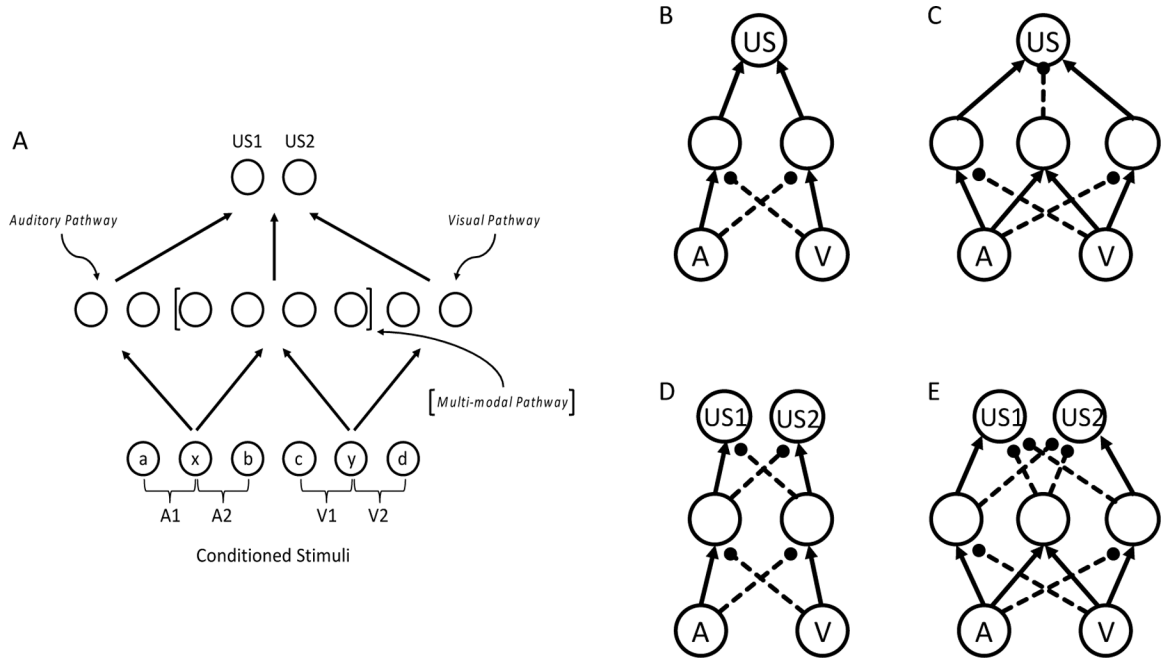 A
US1 US2
Auditory Pathway
Visual Pathway
[Multi-modal Pathway]
a x b c y d
A1 A2 V1 V2
Conditioned Stimuli
B
US
A V
C
US
A V
D
US1 US2
A V
E
US1 US2
A V